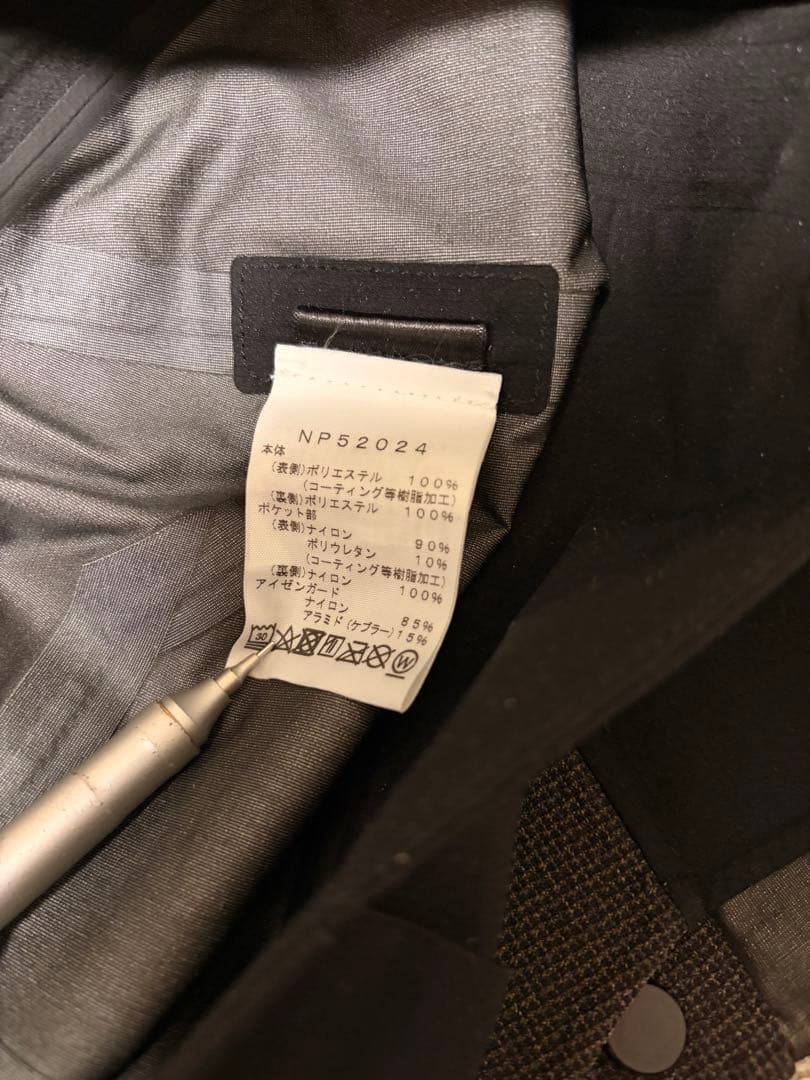 NP52024
本体
(表側)ポリエステル 100%
(コーティング等樹脂加工)
(裏側)ポリエステル 100%
ポケット部
(表側)ナイロン 90%
ポリウレタン 10%
(コーティング等樹脂加工)
(裏側)ナイロン 100%
アイゼンガード
ナイロン 85%
アラミド(ケブラー)15%
30
W